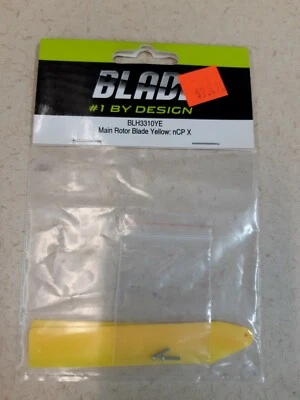 BLADE
#1 BY DESIGN
BLH3310YE
Main Rotor Blade Yellow: nCP X